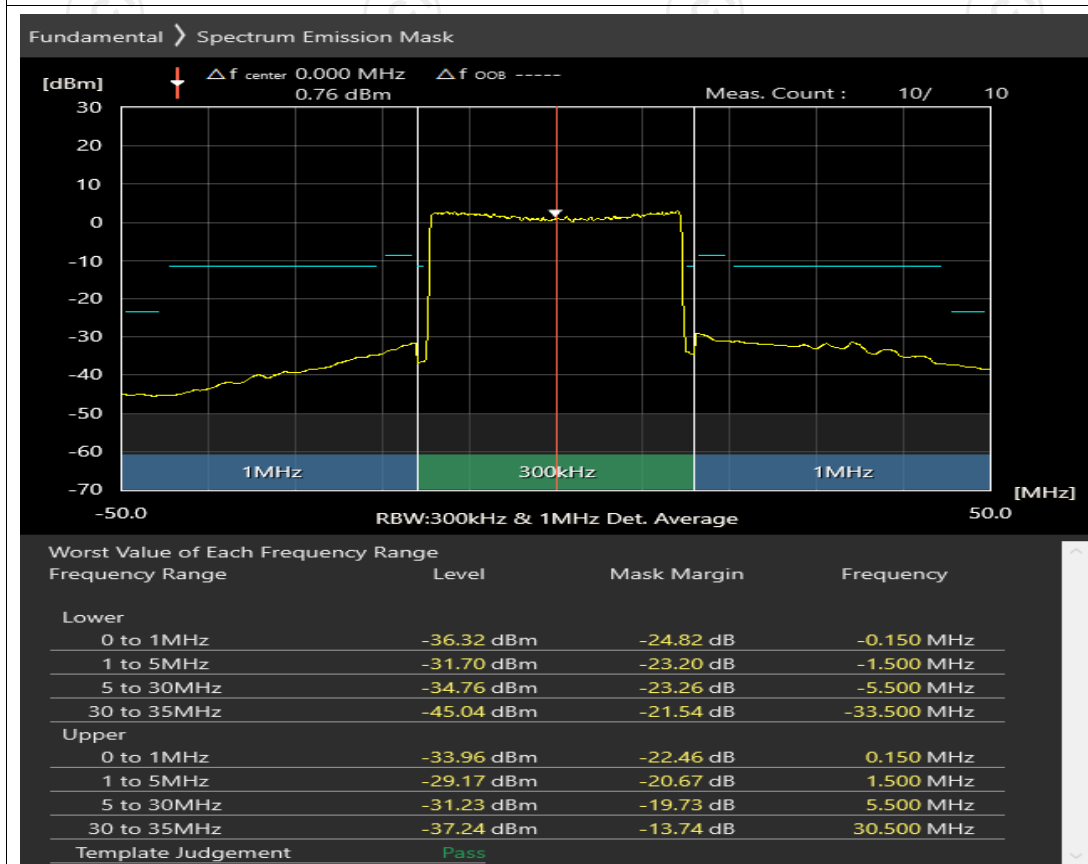 Fundamental ❯ Spectrum Emission Mask
[dBm] Δf center 0.000 MHz Δf OOB -----
0.76 dBm Meas. Count : 10/ 10
30
20
10
0
-10
-20
-30
-40
-50
-60
-70
1MHz 300kHz 1MHz
[MHz]
-50.0 RBW:300kHz & 1MHz Det. Average 50.0
Worst Value of Each Frequency Range
Frequency Range Level Mask Margin Frequency
Lower
0 to 1MHz -36.32 dBm -24.82 dB -0.150 MHz
1 to 5MHz -31.70 dBm -23.20 dB -1.500 MHz
5 to 30MHz -34.76 dBm -23.26 dB -5.500 MHz
30 to 35MHz -45.04 dBm -21.54 dB -33.500 MHz
Upper
0 to 1MHz -33.96 dBm -22.46 dB 0.150 MHz
1 to 5MHz -29.17 dBm -20.67 dB 1.500 MHz
5 to 30MHz -31.23 dBm -19.73 dB 5.500 MHz
30 to 35MHz -37.24 dBm -13.74 dB 30.500 MHz
Template Judgement Pass